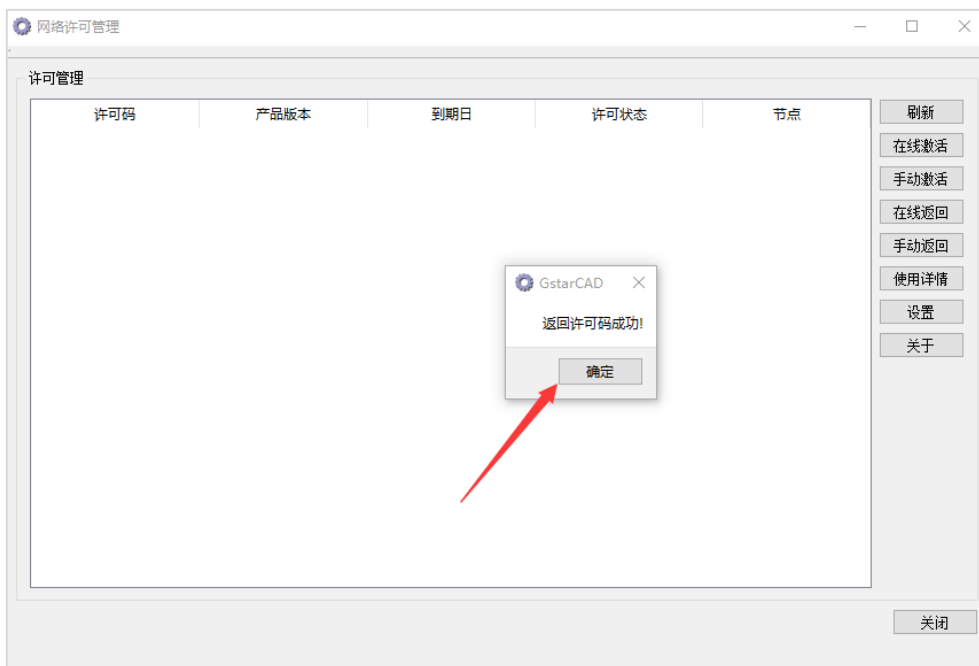 网络许可管理
许可管理
许可码 产品版本 到期日 许可状态 节点
刷新
在线激活
手动激活
在线返回
手动返回
使用详情
设置
关于
GstarCAD
返回许可码成功!
确定
关闭